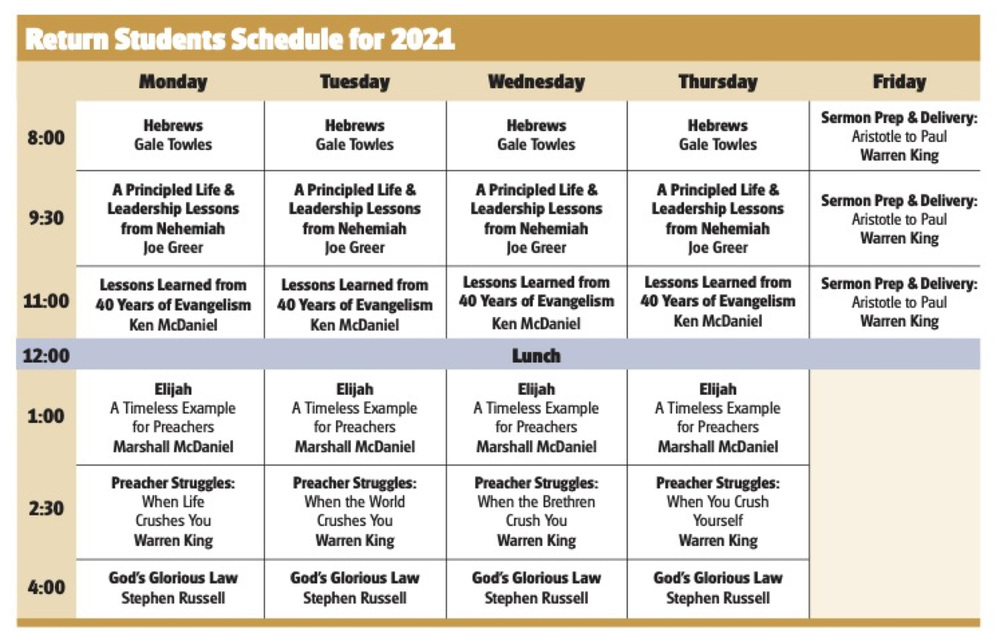 Return Students Schedule for 2021
Monday Tuesday Wednesday Thursday Friday
8:00
Hebrews
Gale Towles
Hebrews
Gale Towles
Hebrews
Gale Towles
Hebrews
Gale Towles
Sermon Prep & Delivery:
Aristotle to Paul
Warren King
9:30
A Principled Life &
Leadership Lessons
from Nehemiah
Joe Greer
A Principled Life &
Leadership Lessons
from Nehemiah
Joe Greer
A Principled Life &
Leadership Lessons
from Nehemiah
Joe Greer
A Principled Life &
Leadership Lessons
from Nehemiah
Joe Greer
Sermon Prep & Delivery:
Aristotle to Paul
Warren King
11:00
Lessons Learned from
40 Years of Evangelism
Ken McDaniel
Lessons Learned from
40 Years of Evangelism
Ken McDaniel
Lessons Learned from
40 Years of Evangelism
Ken McDaniel
Lessons Learned from
40 Years of Evangelism
Ken McDaniel
Sermon Prep & Delivery:
Aristotle to Paul
Warren King
12:00 Lunch
1:00
Elijah
A Timeless Example
for Preachers
Marshall McDaniel
Elijah
A Timeless Example
for Preachers
Marshall McDaniel
Elijah
A Timeless Example
for Preachers
Marshall McDaniel
Elijah
A Timeless Example
for Preachers
Marshall McDaniel
2:30
Preacher Struggles:
When Life
Crushes You
Warren King
Preacher Struggles:
When the World
Crushes You
Warren King
Preacher Struggles:
When the Brethren
Crush You
Warren King
Preacher Struggles:
When You Crush
Yourself
Warren King
4:00
God's Glorious Law
Stephen Russell
God's Glorious Law
Stephen Russell
God's Glorious Law
Stephen Russell
God's Glorious Law
Stephen Russell